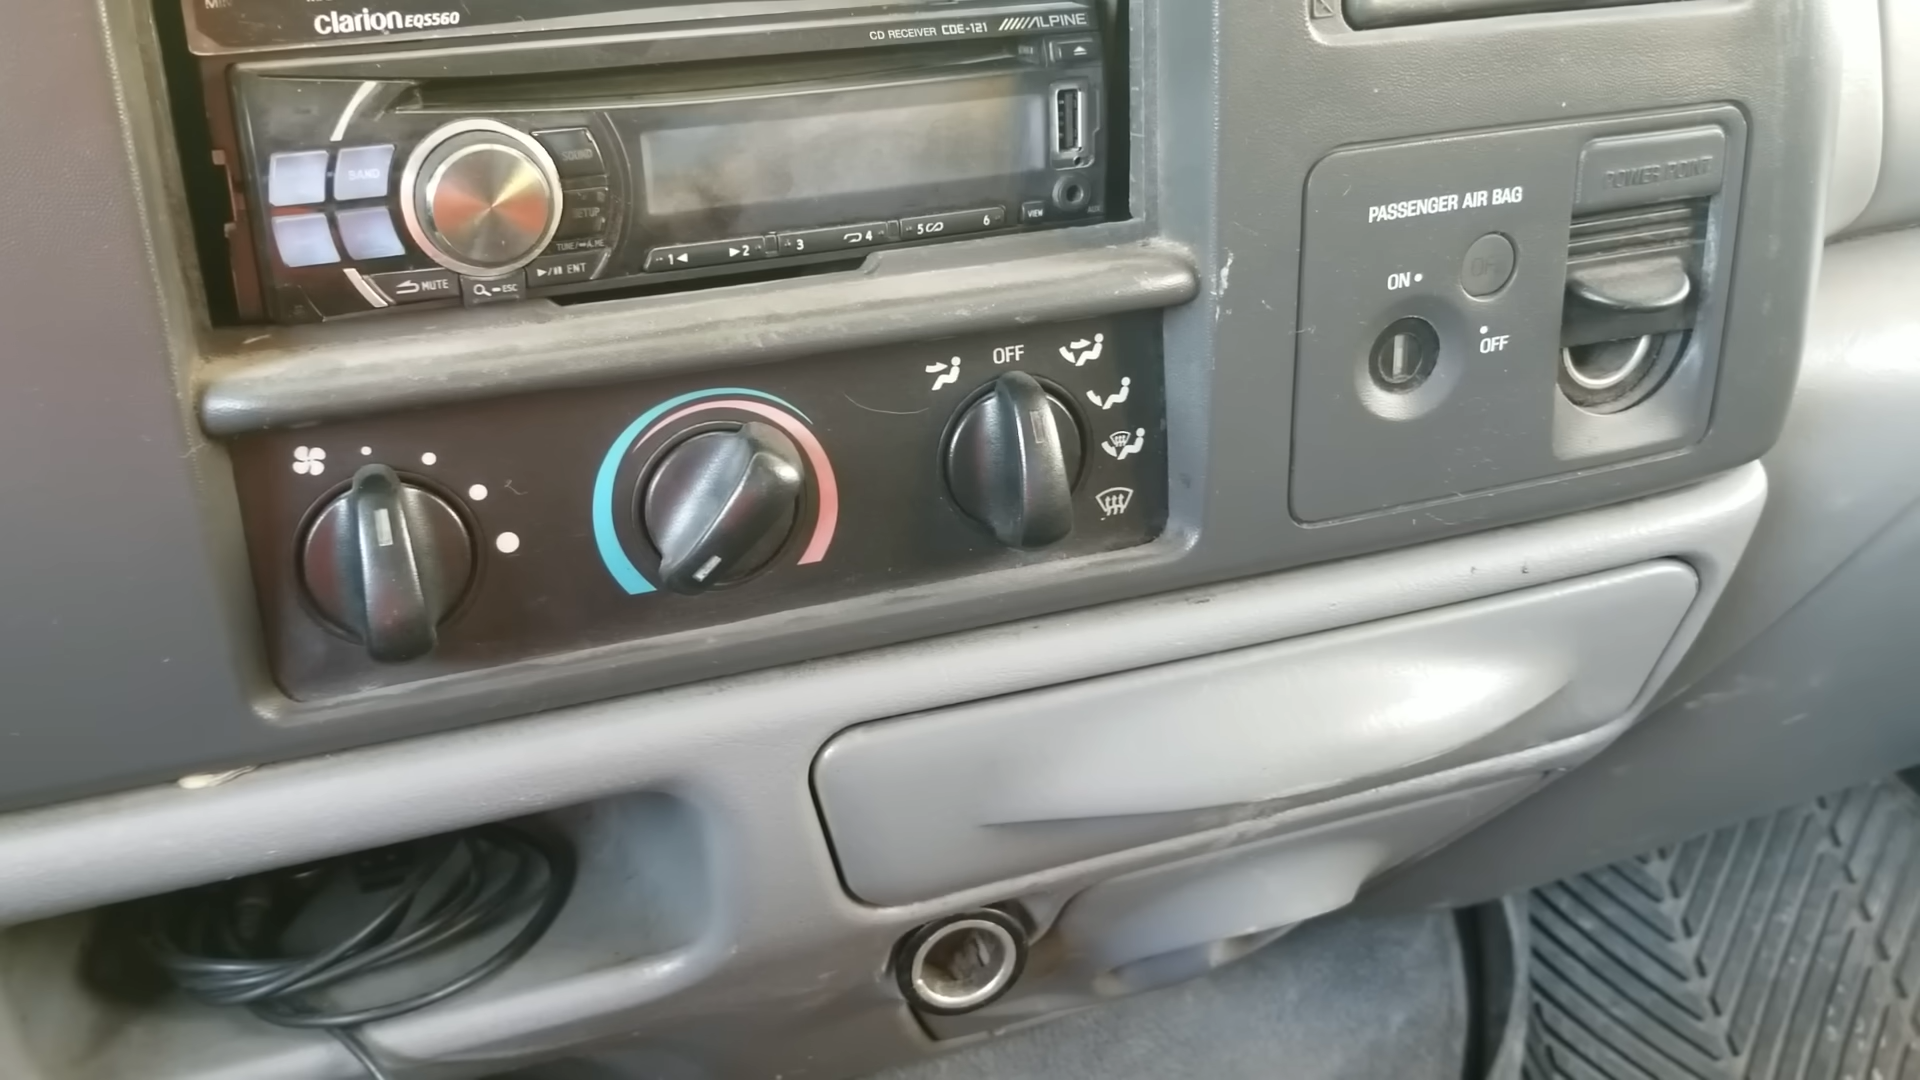 clarion EQS560
CD RECEIVER CDE-121 ALPINE
BAND
SOUND
SETUP
MUTE
ESC
ENT
1
2
3
4
5
6
VIEW
POWER POINT
PASSENGER AIR BAG
ON
OFF
OFF